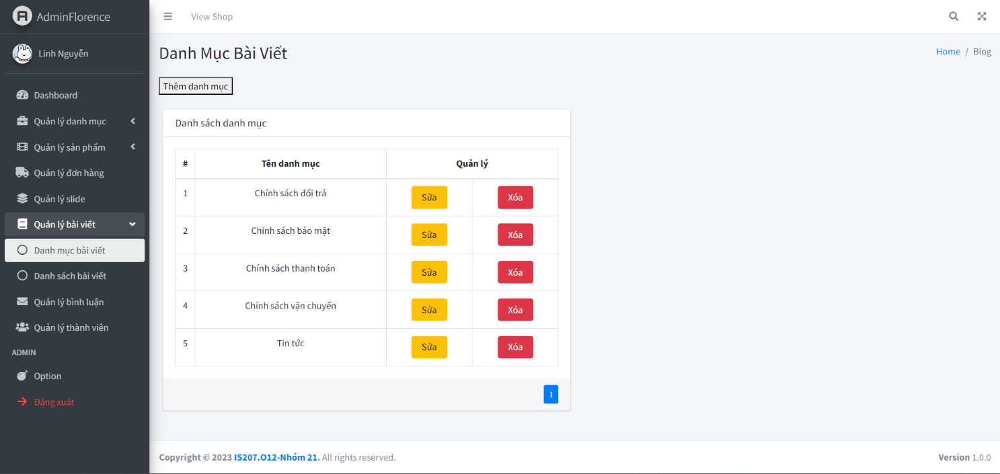 AdminFlorence
View Shop
Linh Nguyễn
Danh Mục Bài Viết
Home / Blog
Thêm danh mục
Dashboard
Quản lý danh mục
Quản lý sản phẩm
Quản lý đơn hàng
Quản lý slide
Quản lý bài viết
Danh mục bài viết
Danh sách bài viết
Quản lý bình luận
Quản lý thành viên
ADMIN
Option
Đăng xuất
Danh sách danh mục
# Tên danh mục Quản lý
1 Chính sách đổi trả Sửa Xóa
2 Chính sách bảo mật Sửa Xóa
3 Chính sách thanh toán Sửa Xóa
4 Chính sách vận chuyển Sửa Xóa
5 Tin tức Sửa Xóa
1
Copyright © 2023 IS207.O12-Nhóm 21. All rights reserved.
Version 1.0.0